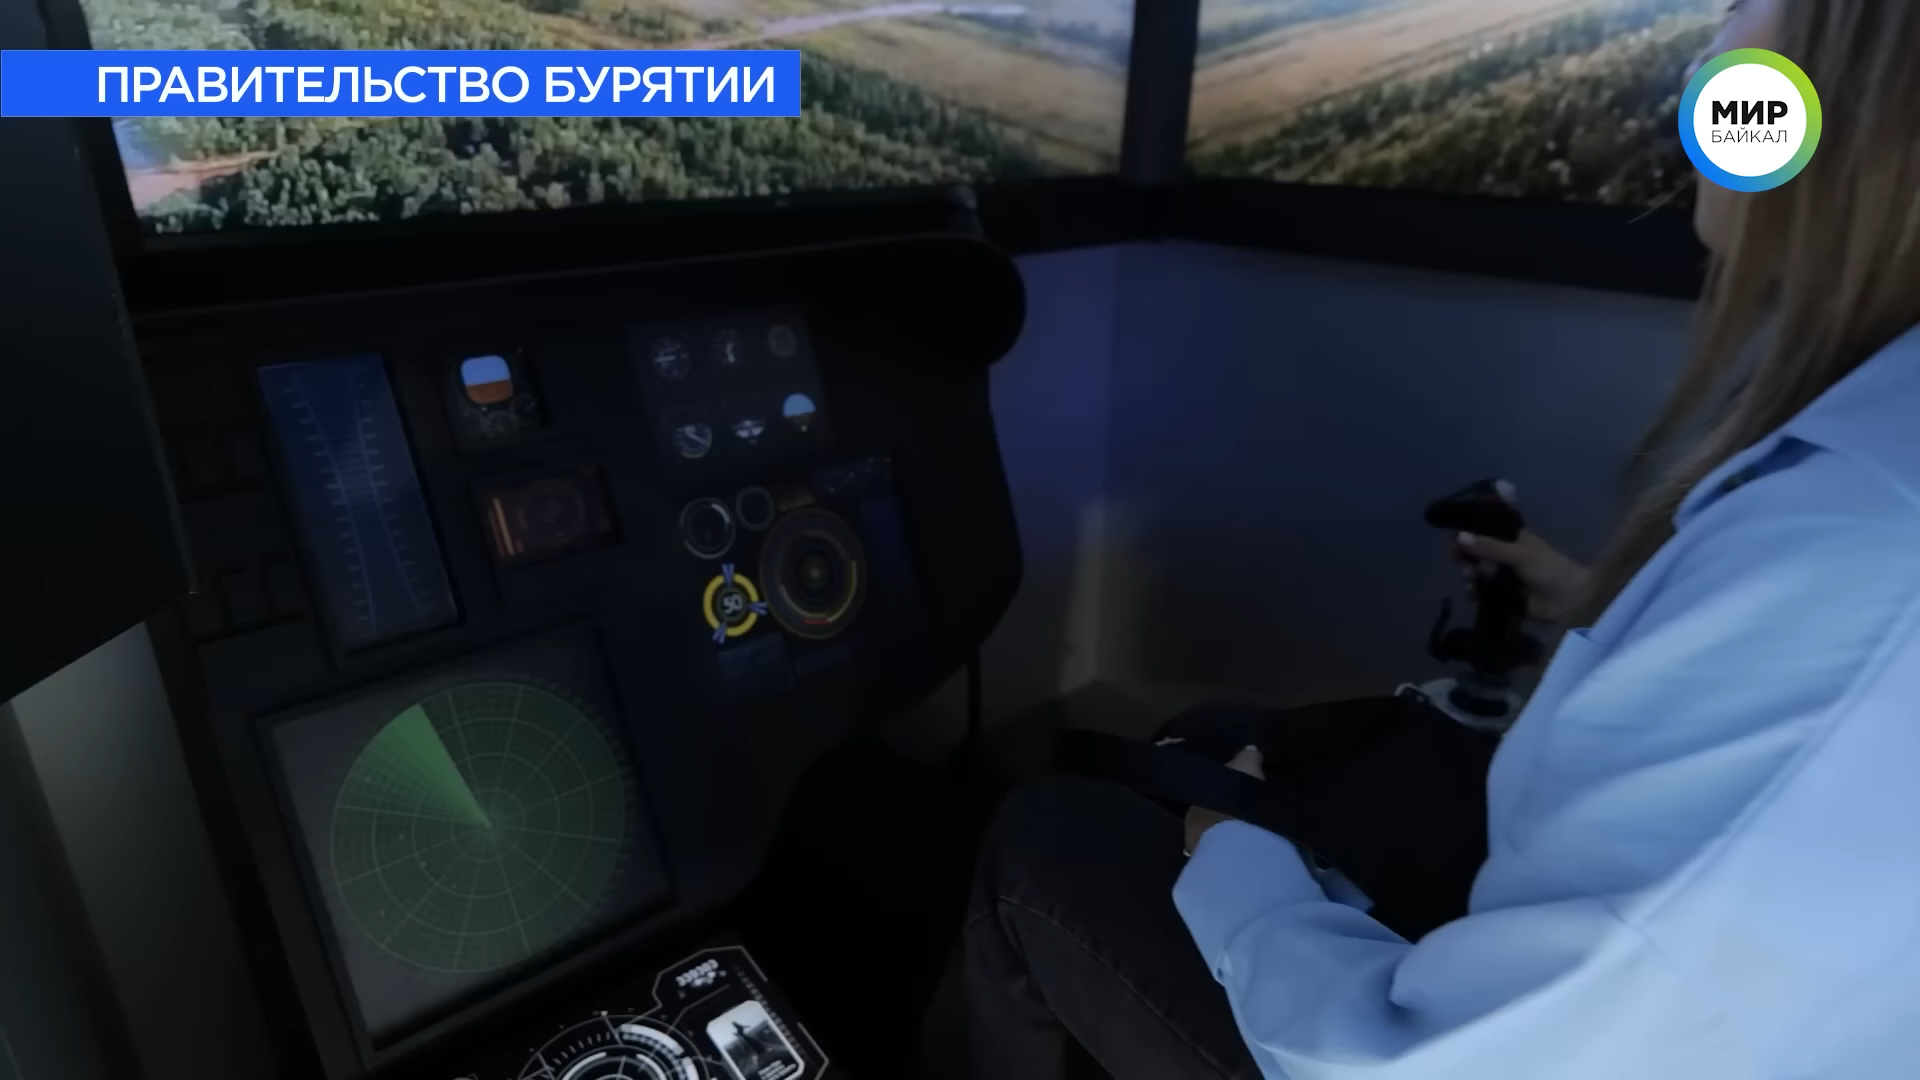 ПРАВИТЕЛЬСТВО БУРЯТИИ
МИР
БАЙКАЛ
50